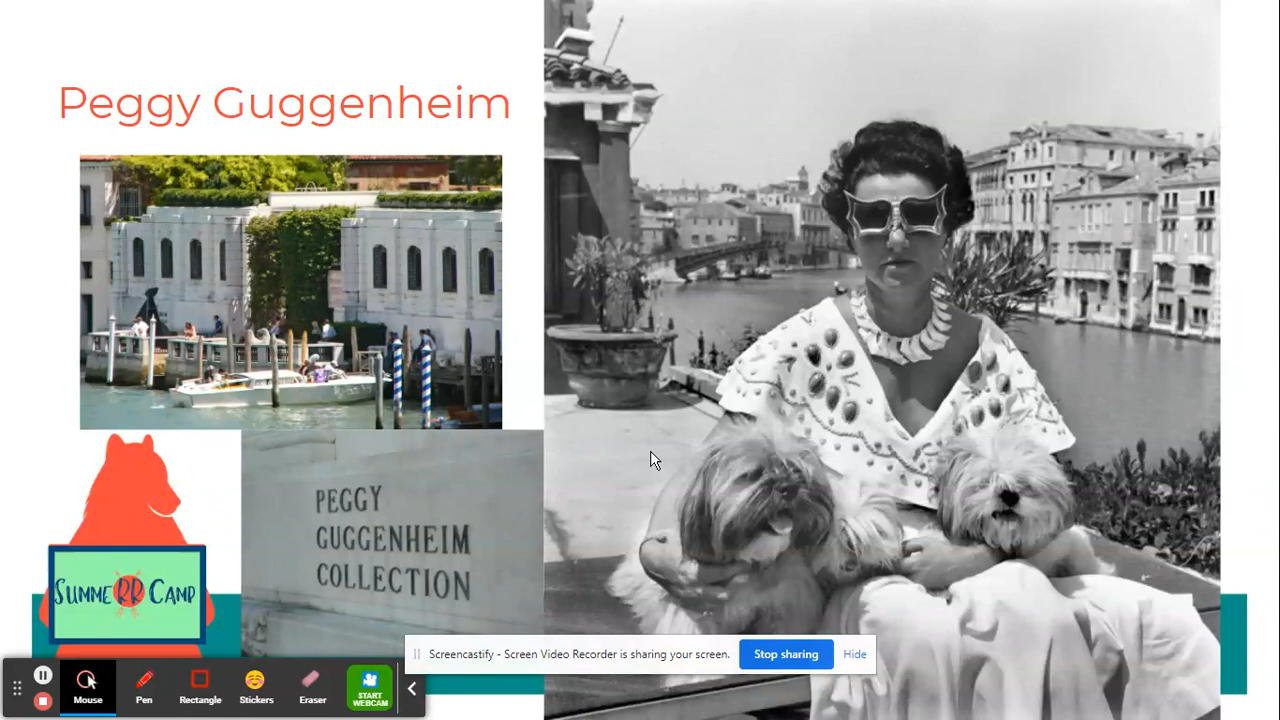 Peggy Guggenheim
PEGGY
GUGGENHEIM
COLLECTION
SUMMERR CAMP
Screencastify - Screen Video Recorder is sharing your screen.
Stop sharing
Hide
Mouse
Pen
Rectangle
Stickers
Eraser
START
WEBCAM